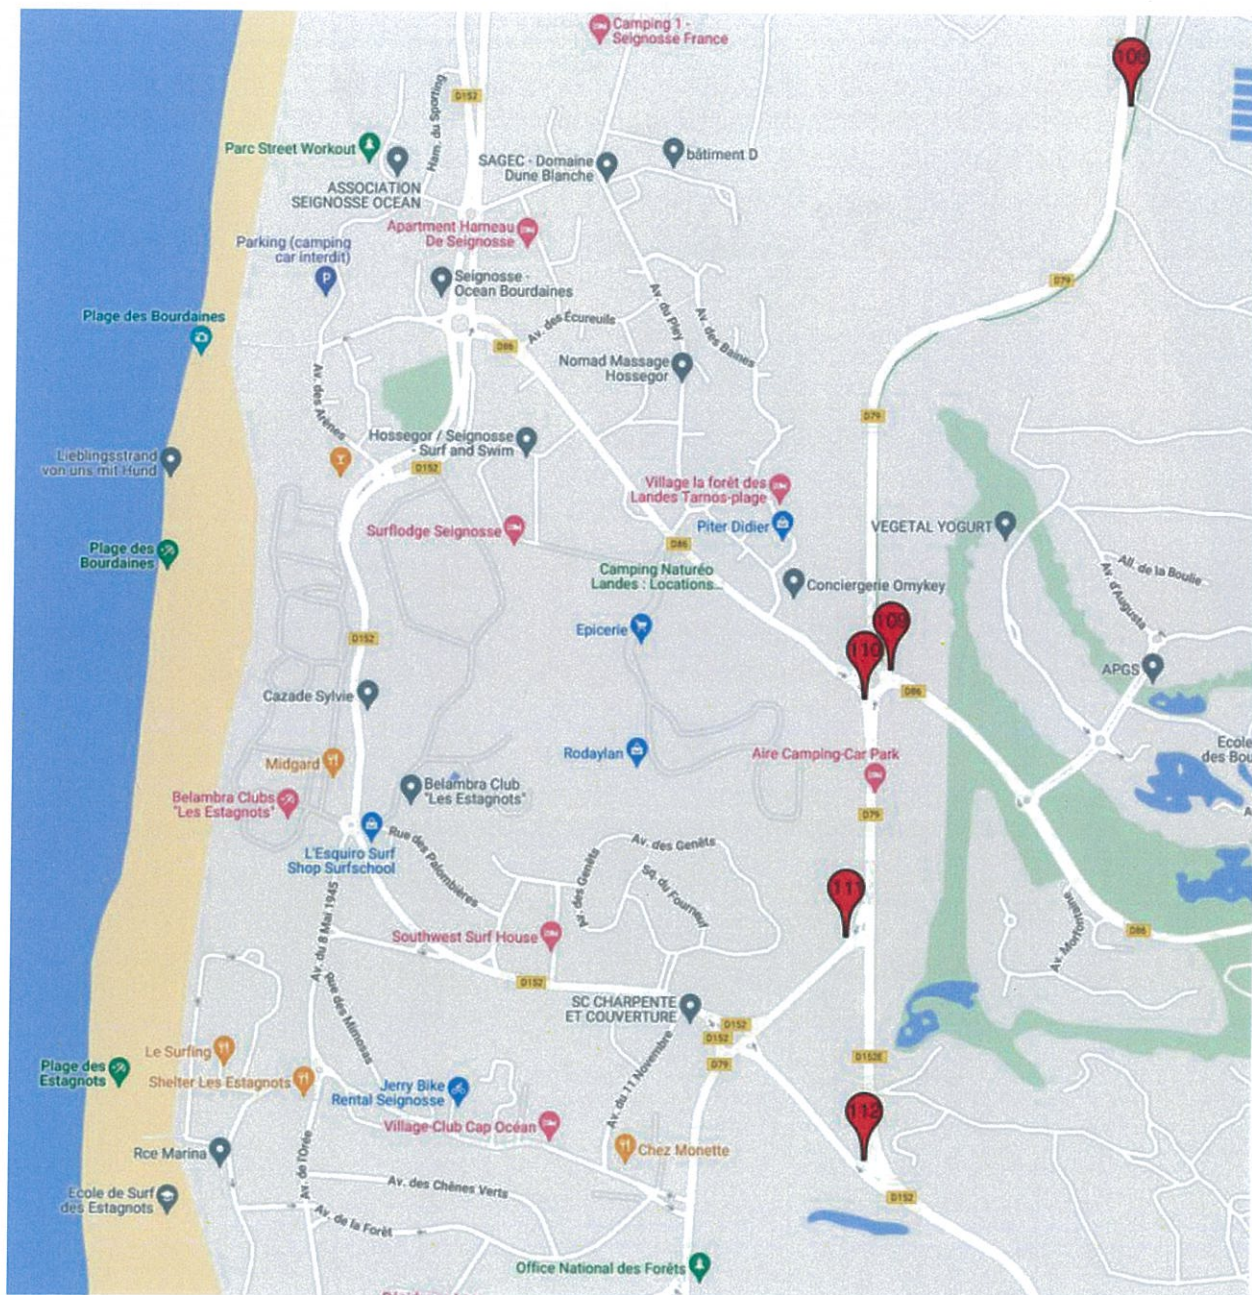 Camping 1 -
Seignosse France
D152
Ham. du Sporting
Parc Street Workout
ASSOCIATION
SEIGNOSSE OCEAN
SAGEC - Domaine
Dune Blanche
bâtiment D
Apartment Hameau
De Seignosse
Parking (camping
car interdit)
P
Seignosse -
Ocean Bourdaines
D79
Plage des Bourdaines
Av. des Écureuils
Av. du Pley
Av. des Baines
D86
Nomad Massage
Hossegor
Av. des Arènes
D79
Hossegor / Seignosse
- Surf and Swim
Lieblingsstrand
von uns mit Hund
D152
Village la forêt des
Landes Tarnos-plage
Surflodge Seignosse
Piter Didier
VEGETAL YOGURT
Plage des
Bourdaines
D86
Camping Naturéo
Landes : Locations...
Conciergerie Omykey
All. de la Boulie
Av. d'Augusta
Epicerie
109
110
D152
APGS
Cazade Sylvie
D86
Rodaylan
Aire Camping-Car Park
Ecole
des Bou
Midgard
Belambra Clubs
"Les Estagnots"
Belambra Club
"Les Estagnots"
D79
L'Esquiro Surf
Shop Surfschool
Rue des Palombières
Av. des Genêts
Av. des Genêts
Sq. du Fourneuf
111
Av. du 8 Mai 1945
Southwest Surf House
Av. Morfontaine
D86
que des Mimosas
D152
SC CHARPENTE
ET COUVERTURE
D152
D152
D79
D152E
Le Surfing
Plage des
Estagnots
Shelter Les Estagnots
Jerry Bike
Rental Seignosse
Av. du 11 Novembre
112
Village-Club Cap Océan
Chez Monette
Rce Marina
Av. de l'Orée
Av. des Chênes Verts
Ecole de Surf
des Estagnots
D152
Av. de la Forêt
Office National des Forêts